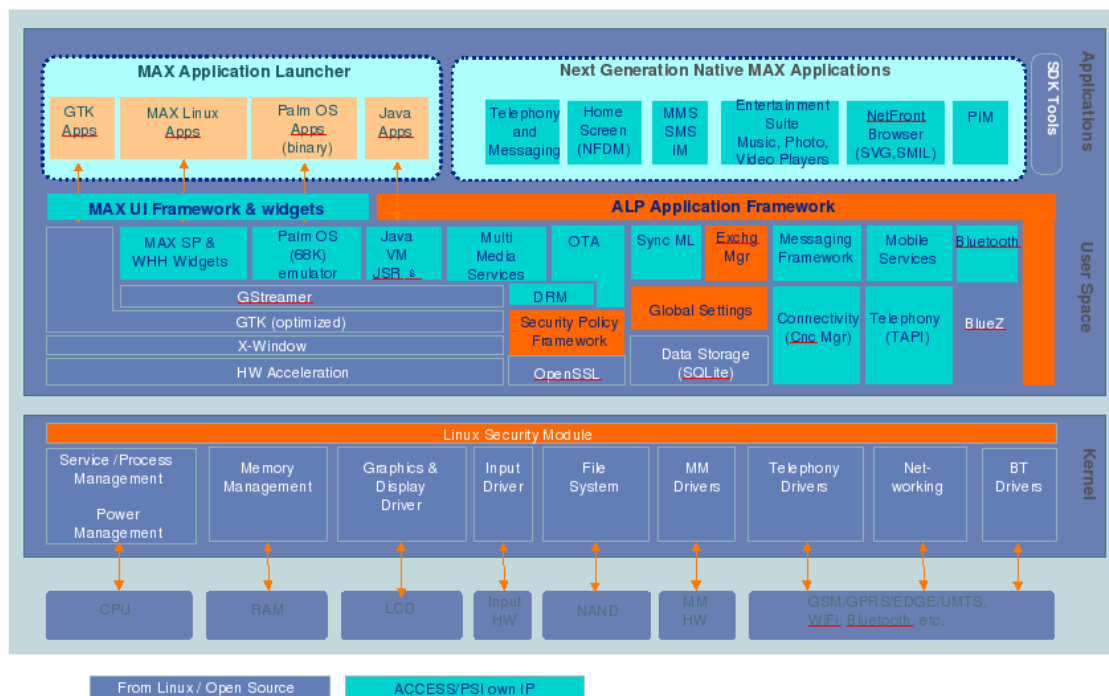 MAX Application Launcher
Next Generation Native MAX Applications
GTK
Apps
MAX Linux
Apps
Palm OS
Apps
(binary)
Java
Apps
Telephony
and
Messaging
Home
Screen
(NFDM)
MMS
SMS
IM
Entertainment
Suite
Music, Photo,
Video Players
NetFront
Browser
(SVG,SMIL)
PIM
SDK Tools
Applications
MAX UI Framework & widgets
ALP Application Framework
MAX SP &
WHH Widgets
Palm OS
(68K)
emulator
Java
VM
JSR s
Multi
Media
Services
OTA
Sync ML
Exchg
Mgr
Messaging
Framework
Mobile
Services
Bluetooth
GStreamer
DRM
Global Settings
GTK (optimized)
Security Policy
Framework
Connectivity
(Cnc Mgr)
Telephony
(TAPI)
BlueZ
X-Window
Data Storage
(SQLite)
HW Acceleration
OpenSSL
User Space
Linux Security Module
Service /Process
Management
Power
Management
Memory
Management
Graphics &
Display
Driver
Input
Driver
File
System
MM
Drivers
Telephony
Drivers
Net-
working
BT
Drivers
Kernel
CPU
RAM
LCD
Input
HW
NAND
MM
HW
GSM/GPRS/EDGE/UMTS,
WiFi, Bluetooth, etc.
From Linux / Open Source
ACCESS/PSI own IP